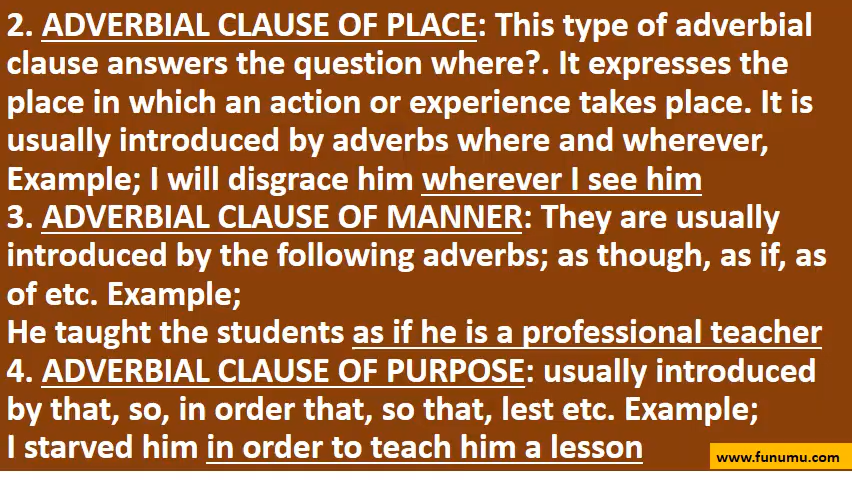 2. ADVERBIAL CLAUSE OF PLACE: This type of adverbial
clause answers the question where?. It expresses the
place in which an action or experience takes place. It is
usually introduced by adverbs where and wherever,
Example; I will disgrace him wherever I see him
3. ADVERBIAL CLAUSE OF MANNER: They are usually
introduced by the following adverbs; as though, as if, as
of etc. Example;
He taught the students as if he is a professional teacher
4. ADVERBIAL CLAUSE OF PURPOSE: usually introduced
by that, so, in order that, so that, lest etc. Example;
I starved him in order to teach him a lesson
www.funumu.com